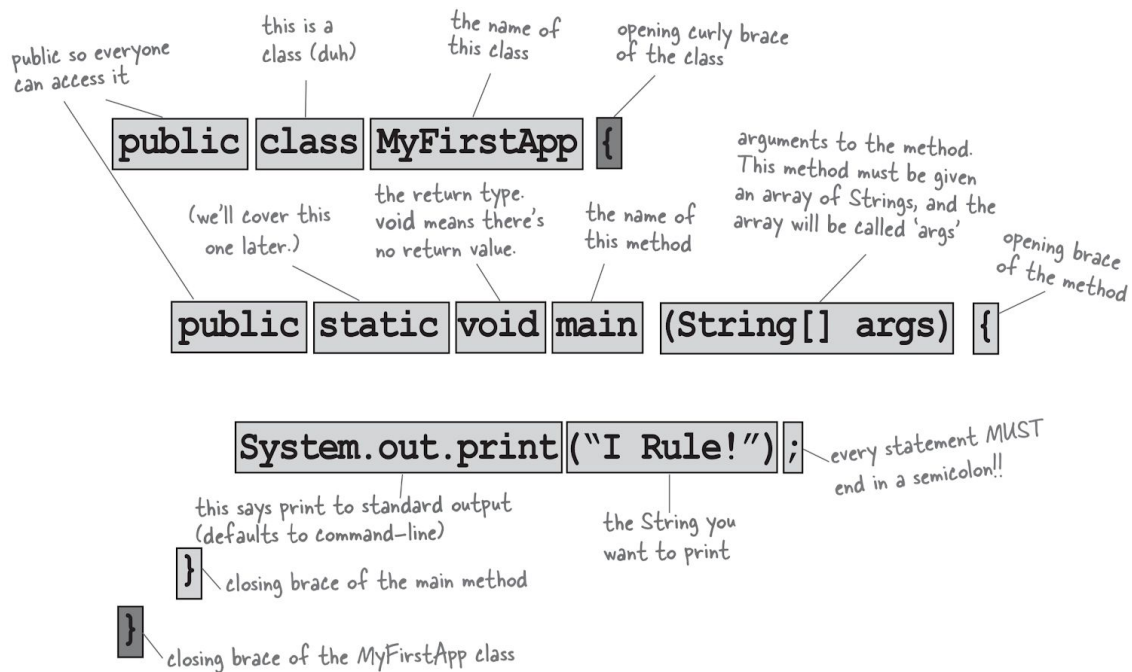 this is a
class (duh)
the name of
this class
opening curly brace
of the class
public so everyone
can access it
public class MyFirstApp {
arguments to the method.
This method must be given
an array of Strings, and the
array will be called ‘args’
(we’ll cover this
one later.)
the return type.
void means there’s
no return value.
the name of
this method
opening brace
of the method
public static void main (String[] args) {
System.out.print(“I Rule!”);
every statement MUST
end in a semicolon!!
this says print to standard output
(defaults to command-line)
the String you
want to print
}
closing brace of the main method
}
closing brace of the MyFirstApp class